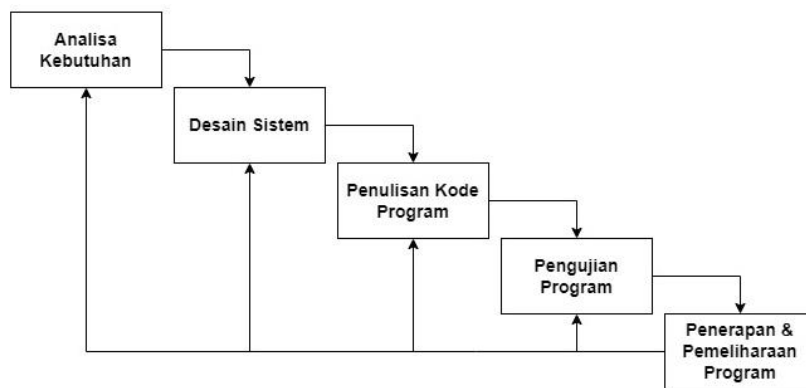 Analisa
Kebutuhan
Desain Sistem
Penulisan Kode
Program
Pengujian
Program
Penerapan &
Pemeliharaan
Program